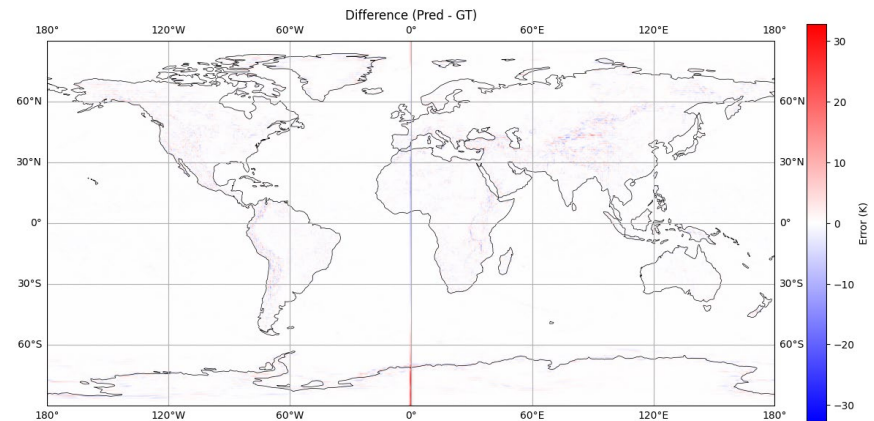 Difference (Pred - GT)
180° 120°W 60°W 0° 60°E 120°E 180°
60°N 60°N
30°N 30°N
0° 0°
30°S 30°S
60°S 60°S
180° 120°W 60°W 0° 60°E 120°E 180°
30
20
10
0
−10
−20
−30
Error (K)